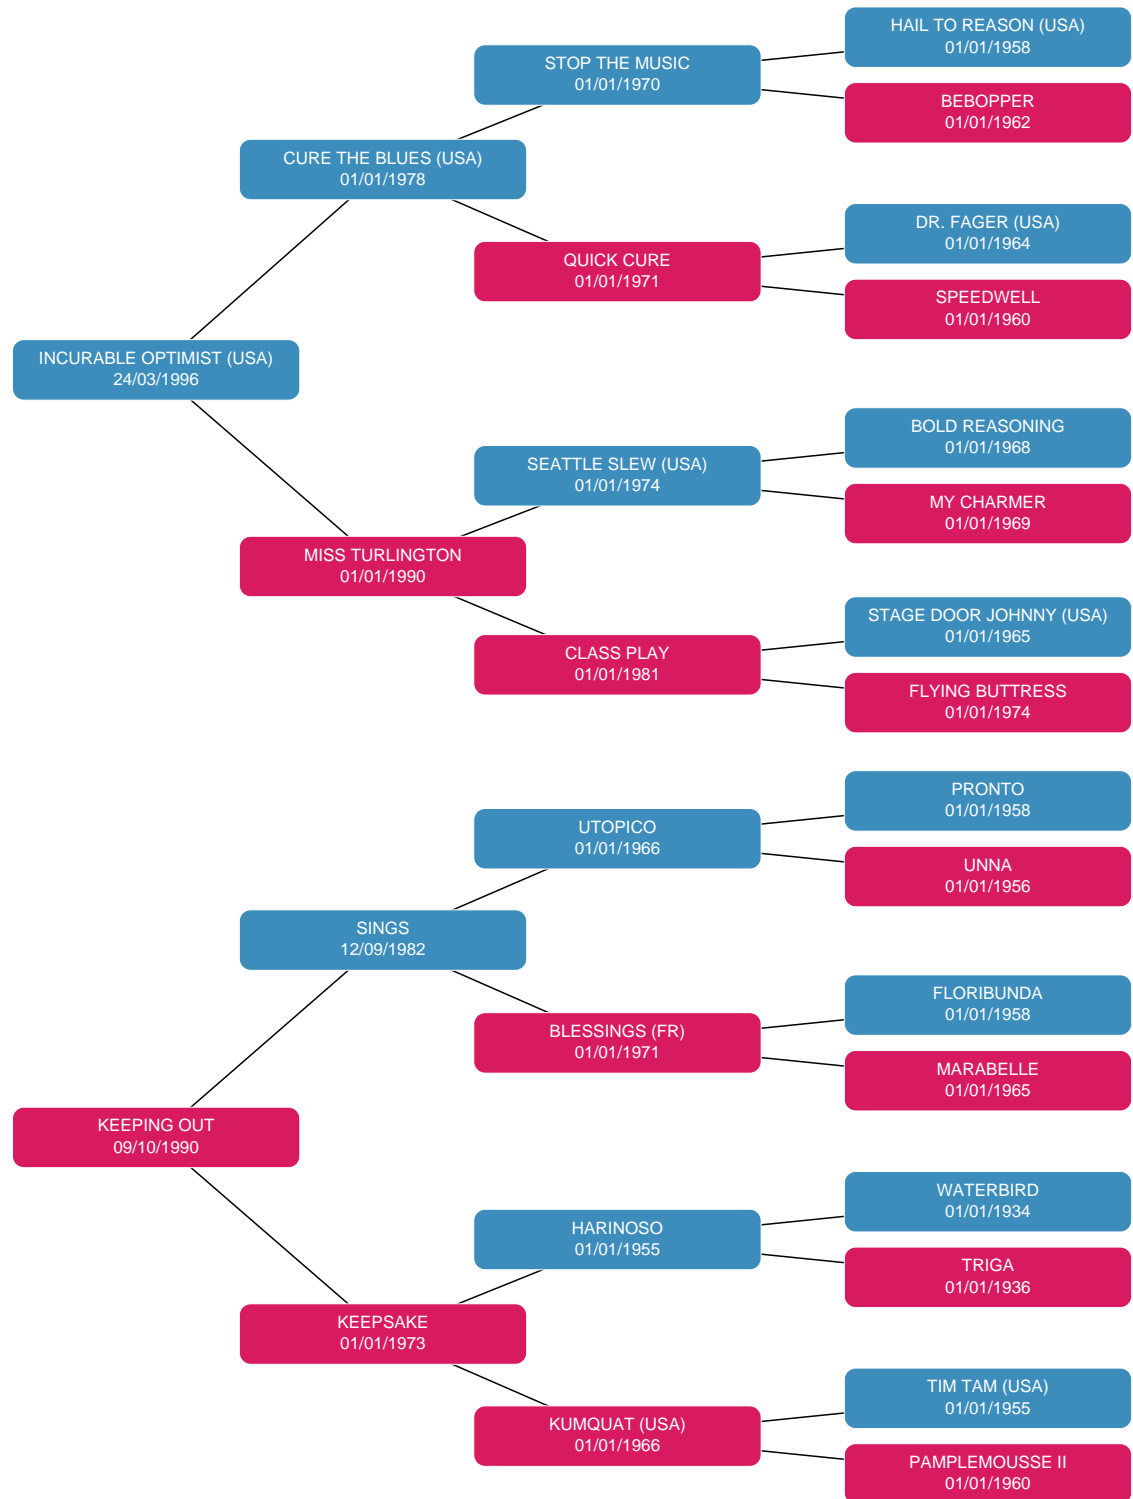 HAIL TO REASON (USA)
01/01/1958
STOP THE MUSIC
01/01/1970
BEBOPPER
01/01/1962
CURE THE BLUES (USA)
01/01/1978
DR. FAGER (USA)
01/01/1964
QUICK CURE
01/01/1971
SPEEDWELL
01/01/1960
INCURABLE OPTIMIST (USA)
24/03/1996
BOLD REASONING
01/01/1968
SEATTLE SLEW (USA)
01/01/1974
MY CHARMER
01/01/1969
MISS TURLINGTON
01/01/1990
STAGE DOOR JOHNNY (USA)
01/01/1965
CLASS PLAY
01/01/1981
FLYING BUTTRESS
01/01/1974
PRONTO
01/01/1958
UTOPICO
01/01/1966
UNNA
01/01/1956
SINGS
12/09/1982
FLORIBUNDA
01/01/1958
BLESSINGS (FR)
01/01/1971
MARABELLE
01/01/1965
KEEPING OUT
09/10/1990
WATERBIRD
01/01/1934
HARINOSO
01/01/1955
TRIGA
01/01/1936
KEEPSAKE
01/01/1973
TIM TAM (USA)
01/01/1955
KUMQUAT (USA)
01/01/1966
PAMPLEMOUSSE II
01/01/1960